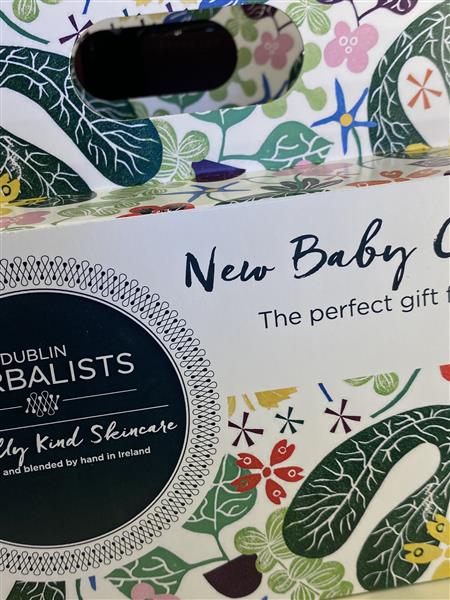 New Baby
The perfect gift
DUBLIN
RBALISTS
lly Kind Skincare
and blended by hand in Ireland